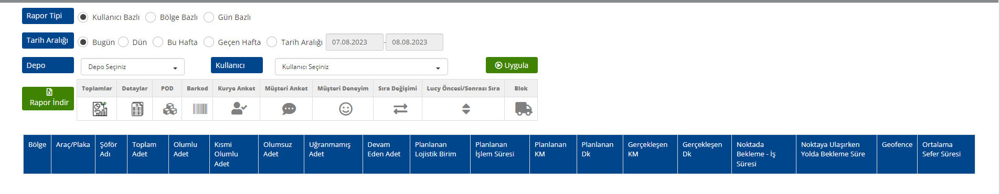 Rapor Tipi Kullanıcı Bazlı Bölge Bazlı Gün Bazlı
Tarih Aralığı Bugün Dün Bu Hafta Geçen Hafta Tarih Aralığı 07.08.2023 - 08.08.2023
Depo Depo Seçiniz Kullanıcı Kullanıcı Seçiniz Uygula
Rapor İndir
Toplamlar Detaylar POD Barkod Kurye Anket Müşteri Anket Müşteri Deneyim Sıra Değişimi Lucy Öncesi/Sonrası Sıra Blok
Bölge
Araç/Plaka
Şöför
Adı
Toplam
Adet
Olumlu
Adet
Kısmi
Olumlu
Adet
Olumsuz
Adet
Uğranmamış
Adet
Devam
Eden Adet
Planlanan
Lojistik Birim
Planlanan
İşlem Süresi
Planlanan
KM
Planlanan
Dk
Gerçekleşen
KM
Gerçekleşen
Dk
Noktada
Bekleme - İş
Süresi
Noktaya Ulaşırken
Yolda Bekleme Süre
Geofence
Ortalama
Sefer Süresi